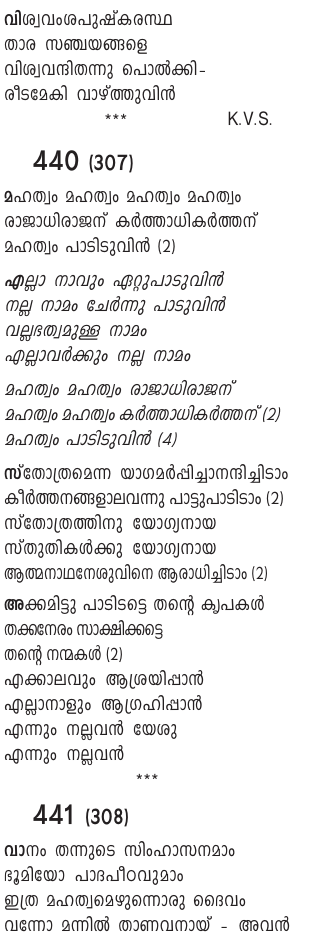 വിശ്വവംശപുഷ്കരസ്ഥ
താര സഞ്ചയങ്ങളെ
വിശ്വവന്ദിതന്നു പൊൽക്കി-
രീടമേകി വാഴ്ത്തുവിൻ
*** K.V.S.
440 (307)
മഹത്വം മഹത്വം മഹത്വം മഹത്വം
രാജാധിരാജന് കർത്താധികർത്തന്
മഹത്വം പാടിടുവിൻ (2)
എല്ലാ നാവും ഏറ്റുപാടുവിൻ
നല്ല നാമം ചേർന്നു പാടുവിൻ
വല്ലഭത്വമുള്ള നാമം
എല്ലാവർക്കും നല്ല നാമം
മഹത്വം മഹത്വം രാജാധിരാജന്
മഹത്വം മഹത്വം കർത്താധികർത്തന് (2)
മഹത്വം പാടിടുവിൻ (4)
സ്തോത്രമെന്ന യാഗമർപ്പിച്ചാനന്ദിച്ചിടാം
കീർത്തനങ്ങളാലവന്നു പാട്ടുപാടിടാം (2)
സ്തോത്രത്തിനു യോഗ്യനായ
സ്തുതികൾക്കു യോഗ്യനായ
ആത്മനാഥനേശുവിനെ ആരാധിച്ചിടാം (2)
അക്കമിട്ടു പാടിടട്ടെ തന്റെ കൃപകൾ
തക്കനേരം സാക്ഷിക്കട്ടെ
തന്റെ നന്മകൾ (2)
എക്കാലവും ആശ്രയിപ്പാൻ
എല്ലാനാളും ആഗ്രഹിപ്പാൻ
എന്നും നല്ലവൻ യേശു
എന്നും നല്ലവൻ
***
441 (308)
വാനം തന്നുടെ സിംഹാസനമാം
ഭൂമിയോ പാദപീഠവുമാം
ഇത്ര മഹത്വമെഴുന്നൊരു ദൈവം
വന്നോ മന്നിൽ താണവനായ് - അവൻ